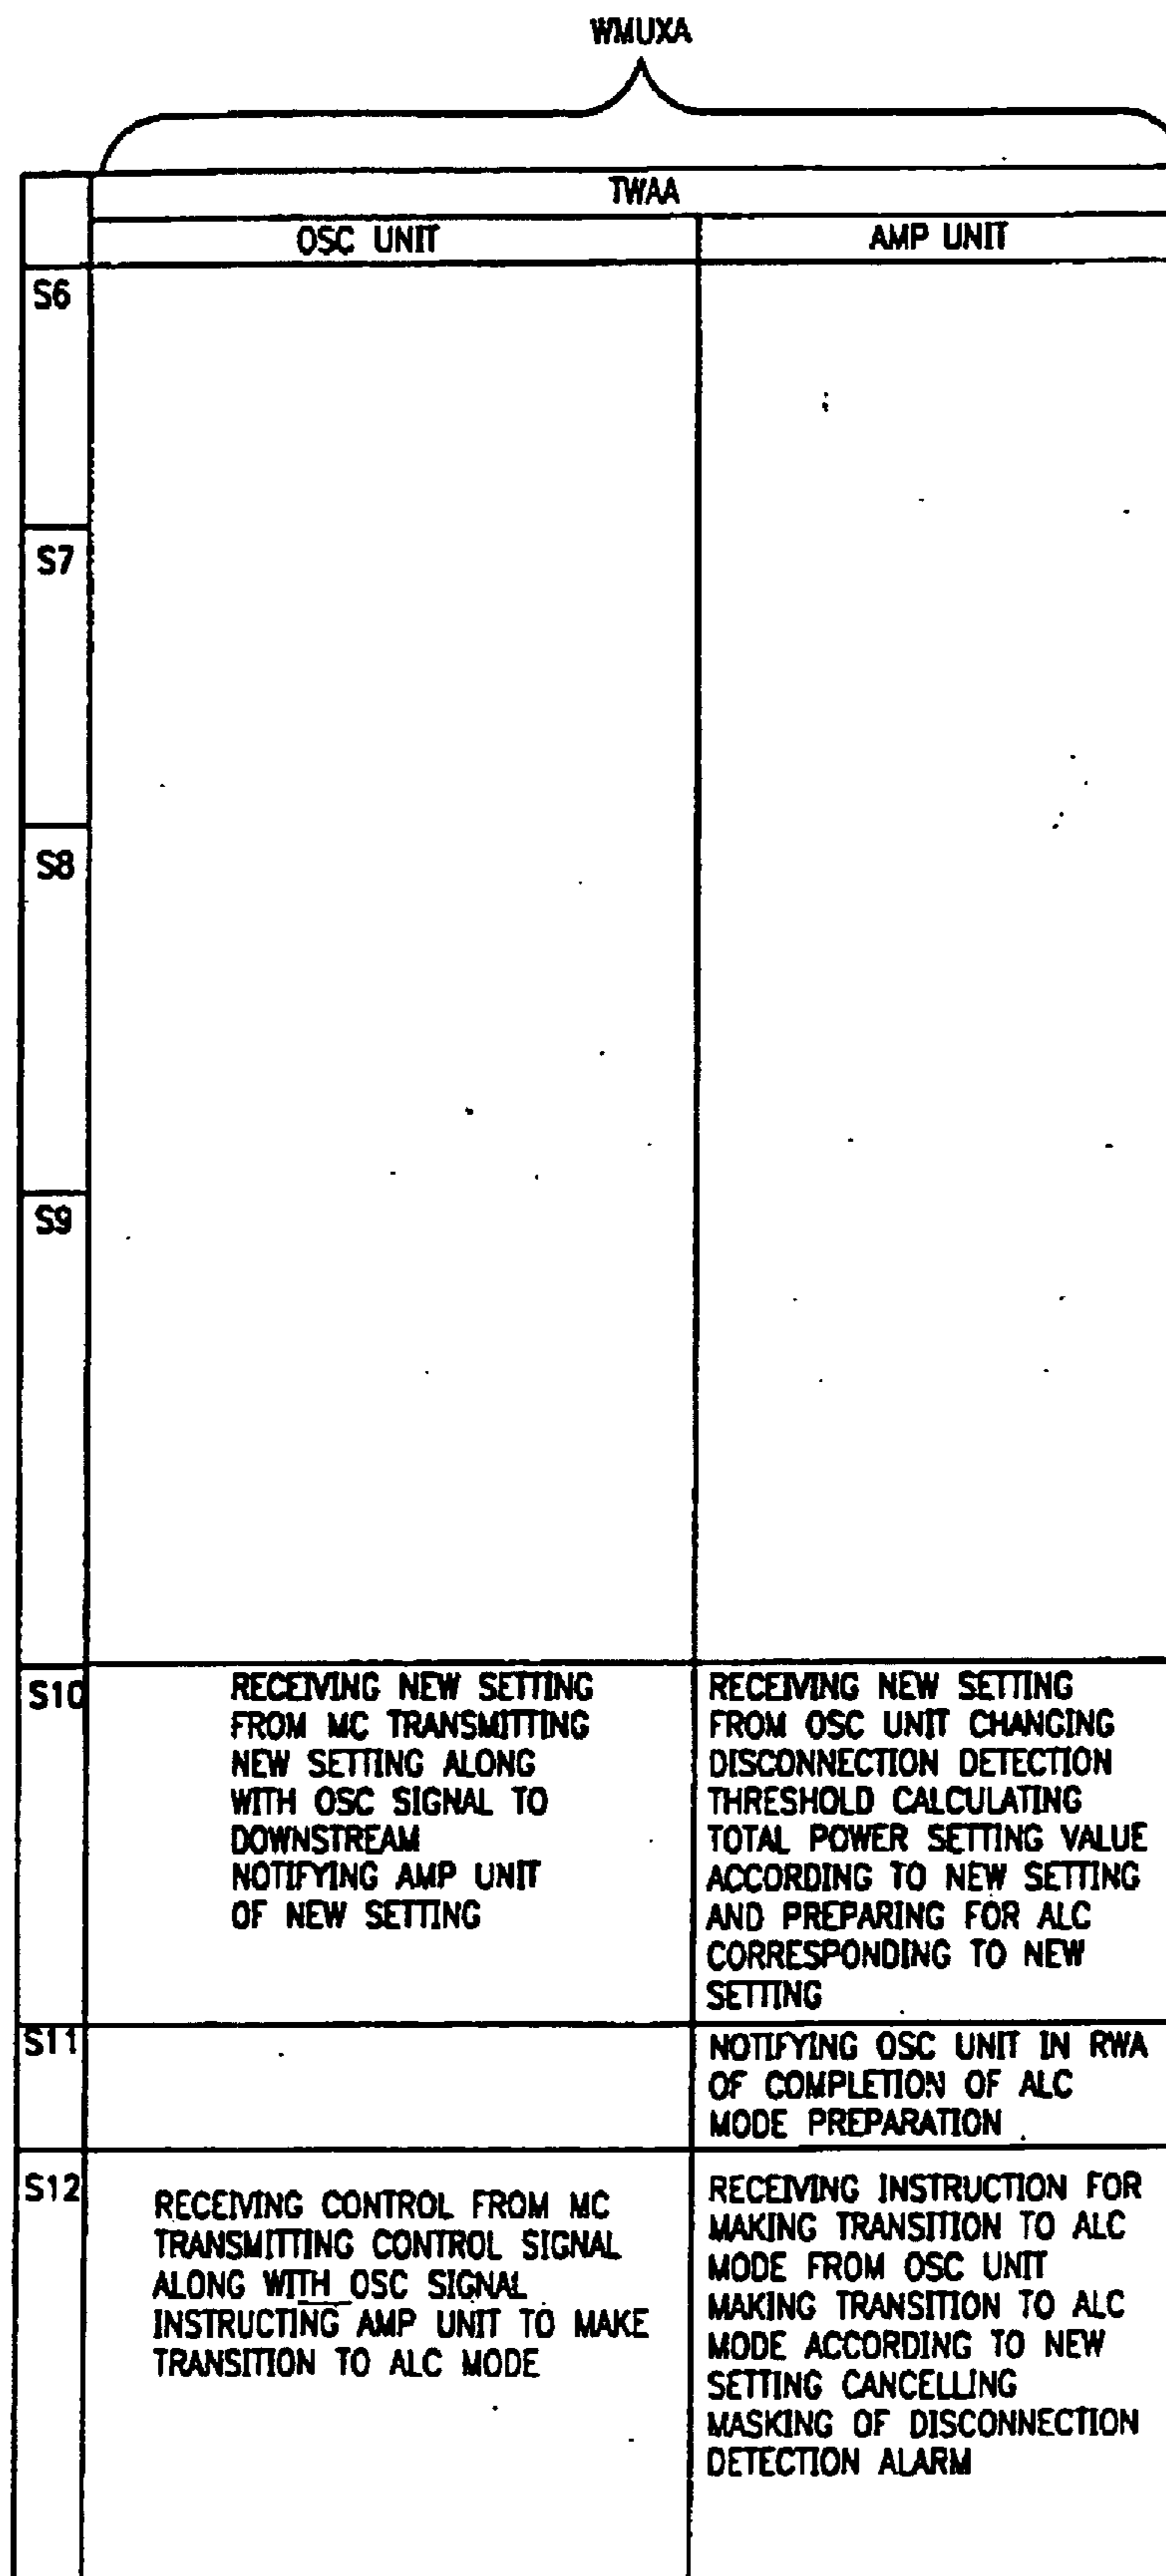 WMUXA
TWAA
OSC UNIT
AMP UNIT
S6
S7
S8
S9
S10
RECEIVING NEW SETTING
FROM MC TRANSMITTING
NEW SETTING ALONG
WITH OSC SIGNAL TO
DOWNSTREAM
NOTIFYING AMP UNIT
OF NEW SETTING
RECEIVING NEW SETTING
FROM OSC UNIT CHANGING
DISCONNECTION DETECTION
THRESHOLD CALCULATING
TOTAL POWER SETTING VALUE
ACCORDING TO NEW SETTING
AND PREPARING FOR ALC
CORRESPONDING TO NEW
SETTING
S11
NOTIFYING OSC UNIT IN RWA
OF COMPLETION OF ALC
MODE PREPARATION
S12
RECEIVING CONTROL FROM MC
TRANSMITTING CONTROL SIGNAL
ALONG WITH OSC SIGNAL
INSTRUCTING AMP UNIT TO MAKE
TRANSITION TO ALC MODE
RECEIVING INSTRUCTION FOR
MAKING TRANSITION TO ALC
MODE FROM OSC UNIT
MAKING TRANSITION TO ALC
MODE ACCORDING TO NEW
SETTING CANCELLING
MASKING OF DISCONNECTION
DETECTION ALARM